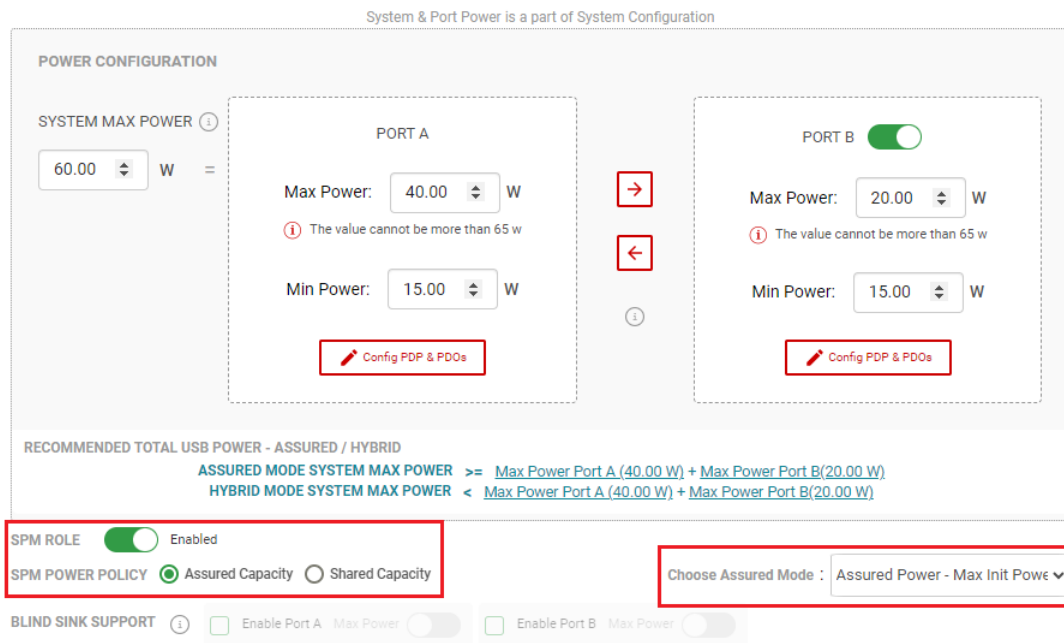 System & Port Power is a part of System Configuration
POWER CONFIGURATION
SYSTEM MAX POWER i
60.00 W =
PORT A
Max Power: 40.00 W
i The value cannot be more than 65 w
Min Power: 15.00 W
Config PDP & PDOs
→
←
i
PORT B
Max Power: 20.00 W
i The value cannot be more than 65 w
Min Power: 15.00 W
Config PDP & PDOs
RECOMMENDED TOTAL USB POWER - ASSURED / HYBRID
ASSURED MODE SYSTEM MAX POWER >= Max Power Port A (40.00 W) + Max Power Port B(20.00 W)
HYBRID MODE SYSTEM MAX POWER < Max Power Port A (40.00 W) + Max Power Port B(20.00 W)
SPM ROLE Enabled
SPM POWER POLICY Assured Capacity Shared Capacity
Choose Assured Mode : Assured Power - Max Init Powe
BLIND SINK SUPPORT i Enable Port A Max Power Enable Port B Max Power